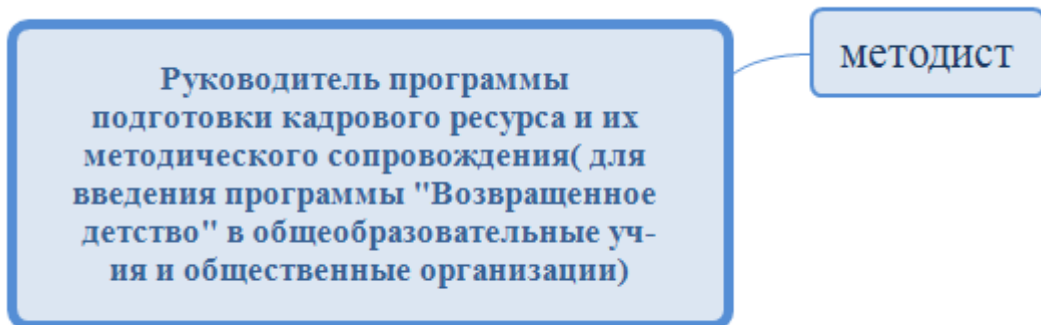 Руководитель программы
подготовки кадрового ресурса и их
методического сопровождения( для
введения программы "Возвращенное
детство" в общеобразовательные уч-
ия и общественные организации)
методист